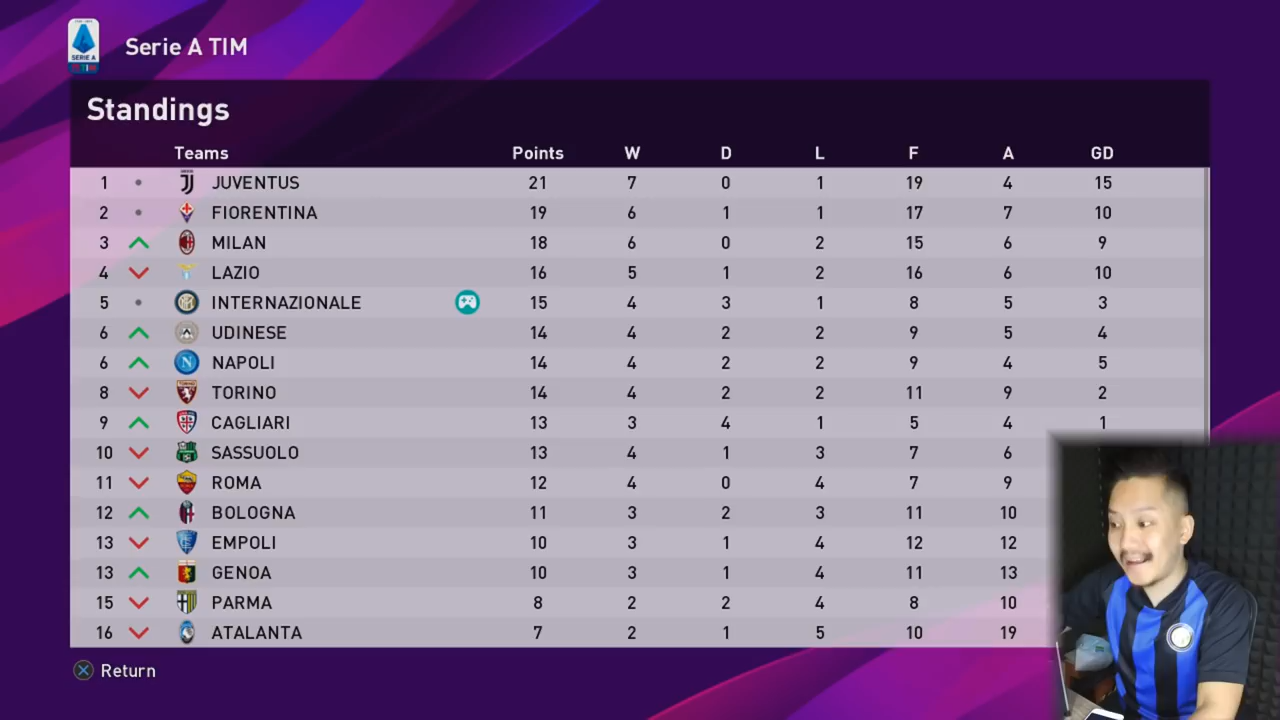 SERIE A
TIM
Serie A TIM
Standings
Teams Points W D L F A GD
1 JUVENTUS 21 7 0 1 19 4 15
2 FIORENTINA 19 6 1 1 17 7 10
3 MILAN 18 6 0 2 15 6 9
4 LAZIO 16 5 1 2 16 6 10
5 INTERNAZIONALE 15 4 3 1 8 5 3
6 UDINESE 14 4 2 2 9 5 4
6 NAPOLI 14 4 2 2 9 4 5
8 TORINO 14 4 2 2 11 9 2
9 CAGLIARI 13 3 4 1 5 4 1
10 SASSUOLO 13 4 1 3 7 6
11 ROMA 12 4 0 4 7 9
12 BOLOGNA 11 3 2 3 11 10
13 EMPOLI 10 3 1 4 12 12
13 GENOA 10 3 1 4 11 13
15 PARMA 8 2 2 4 8 10
16 ATALANTA 7 2 1 5 10 19
Return